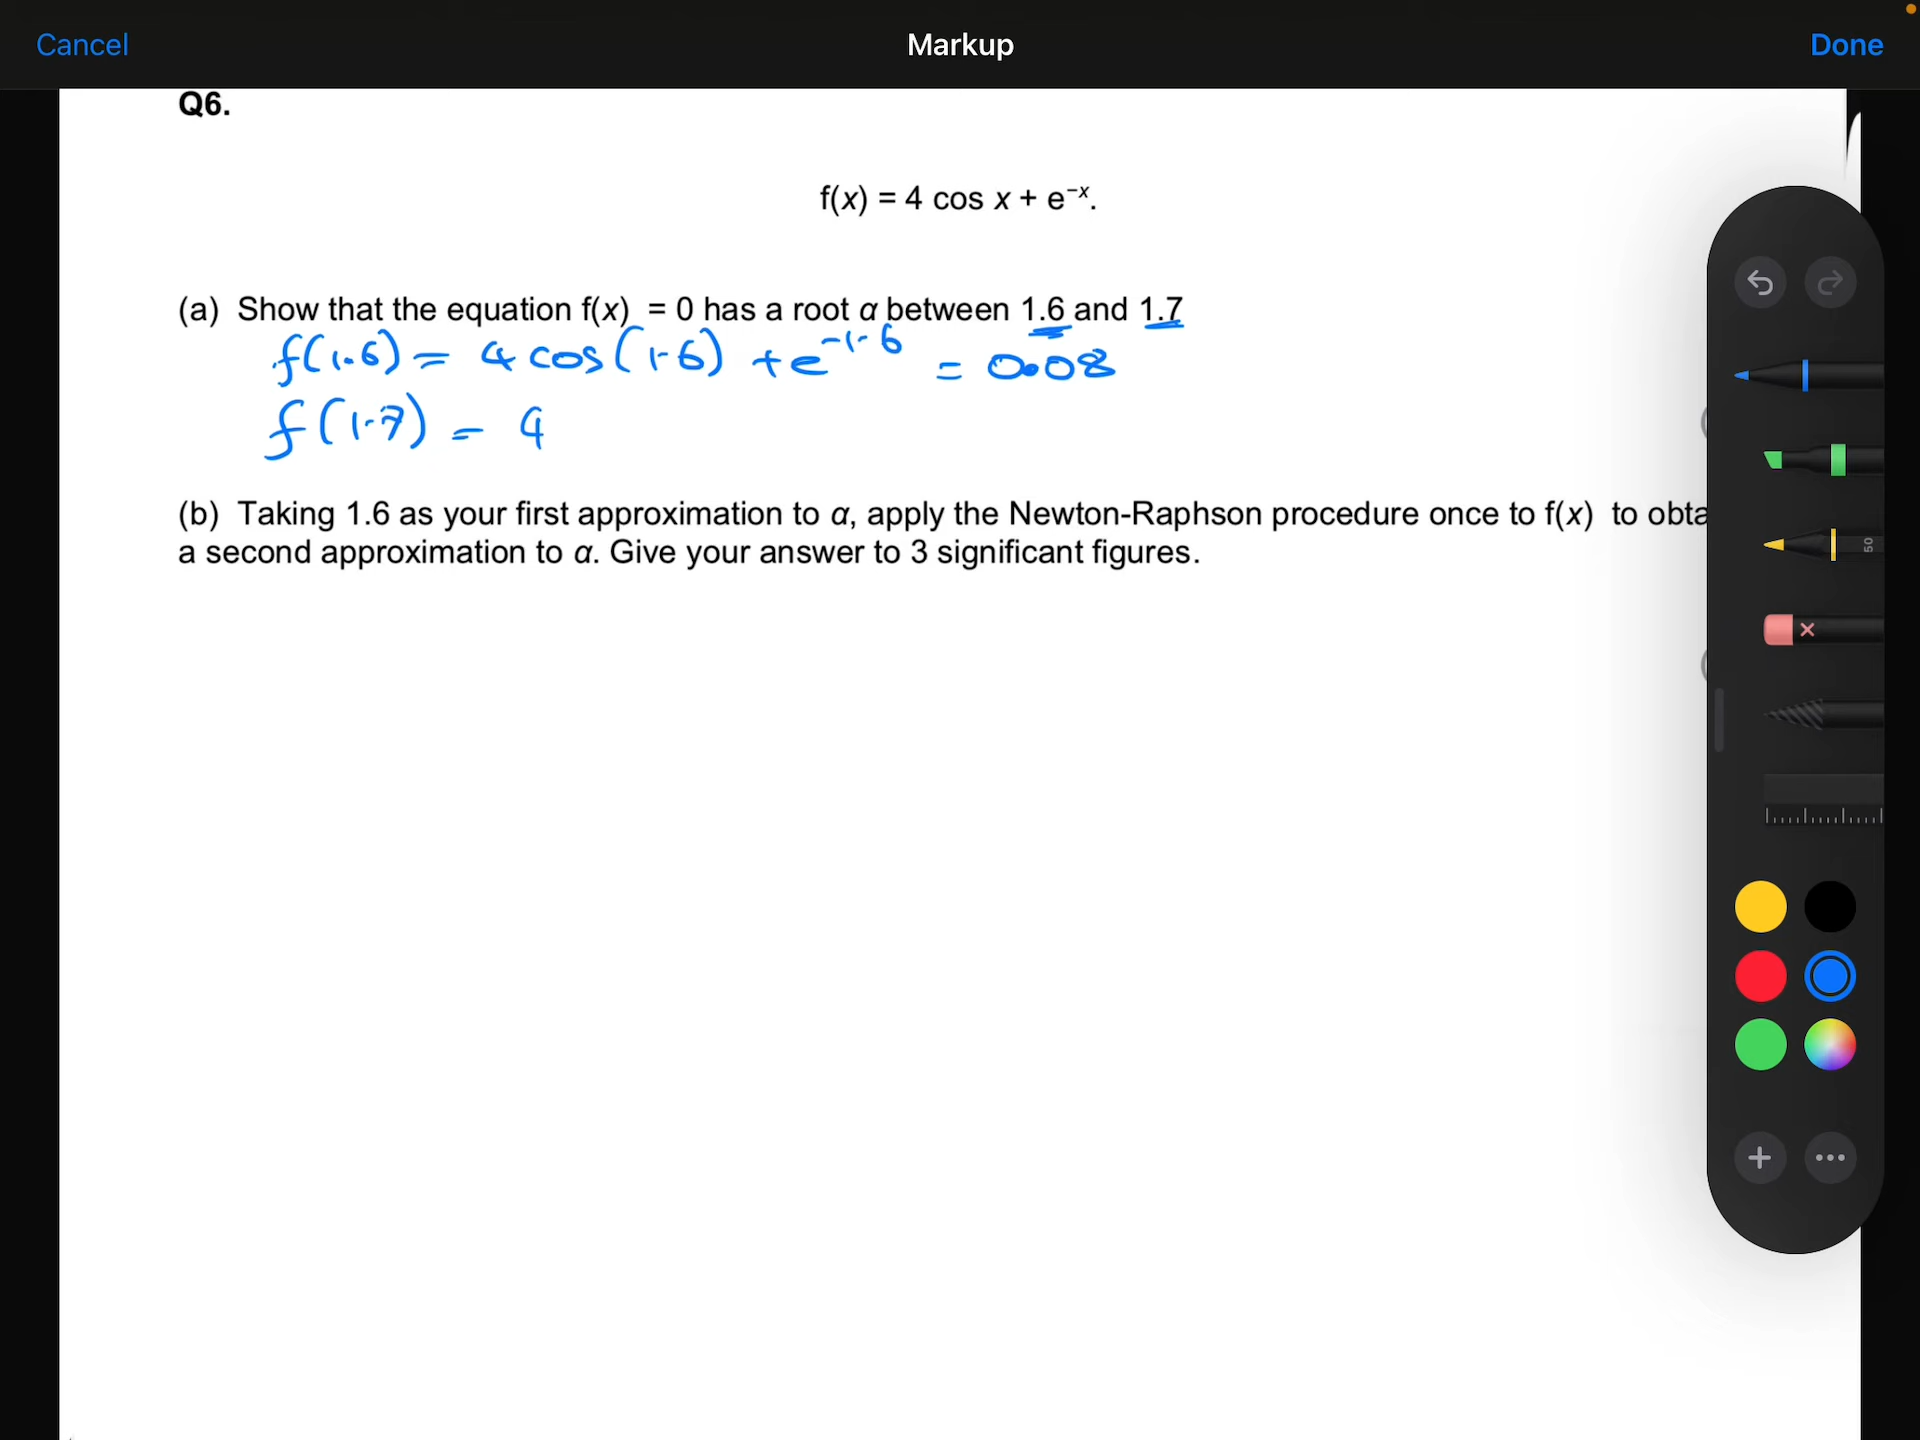 Cancel
Markup
Done
Q6.
f(x) = 4 cos x + e⁻ˣ.
(a) Show that the equation f(x) = 0 has a root α between 1.6 and 1.7
f(1.6) = 4 cos(1.6) + e^-1.6 = 0.08
f(1.7) = 4
(b) Taking 1.6 as your first approximation to α, apply the Newton-Raphson procedure once to f(x) to obta
a second approximation to α. Give your answer to 3 significant figures.
50